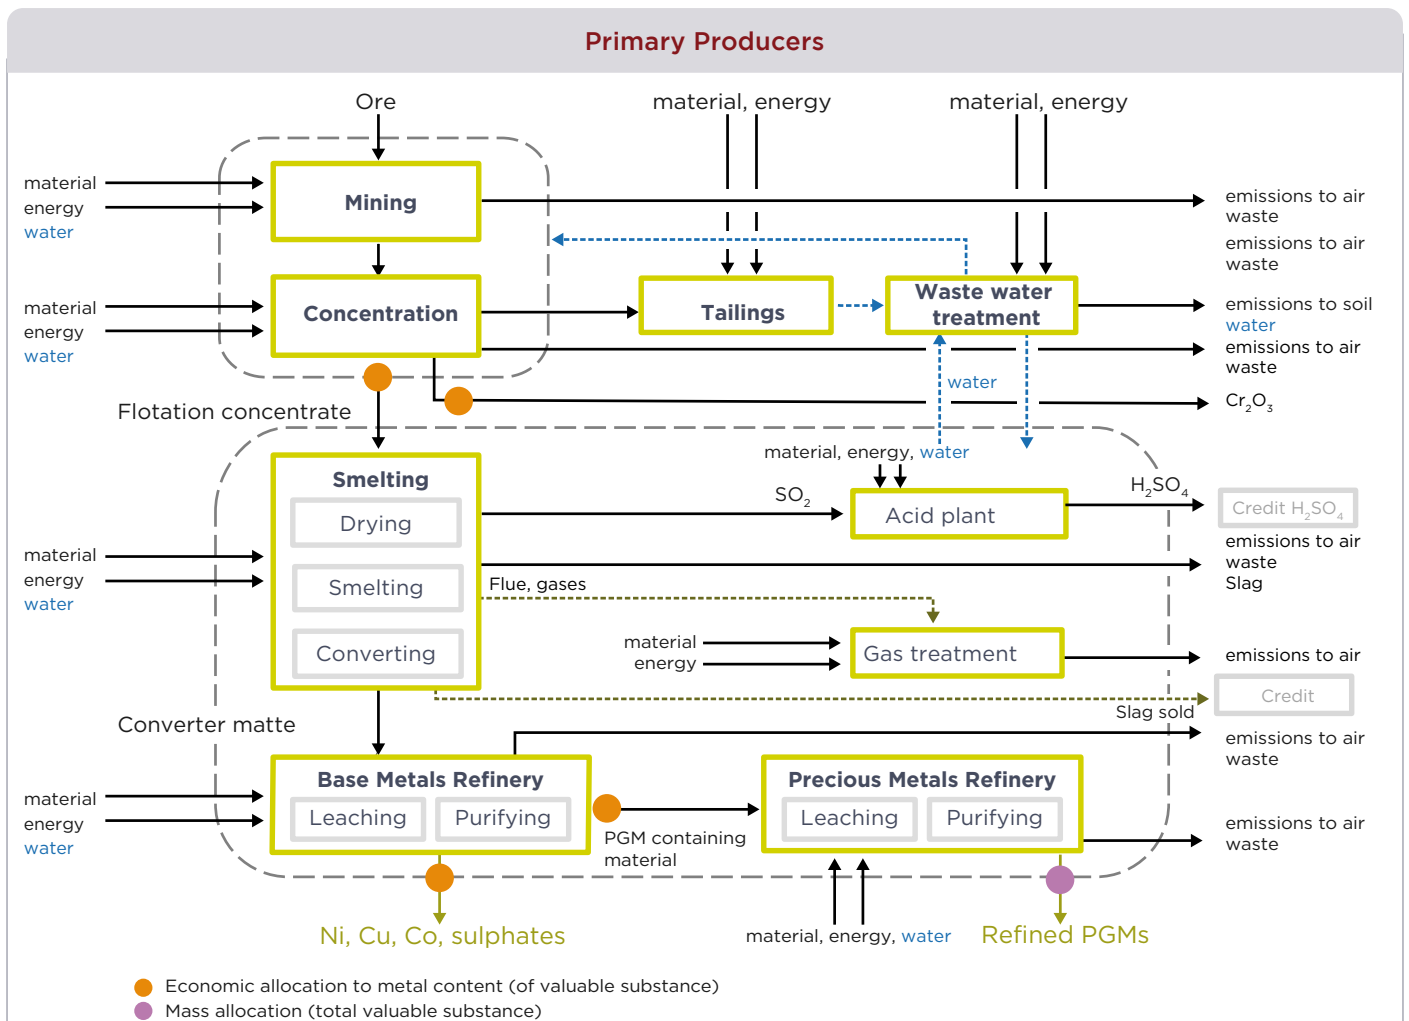 Primary Producers
Ore
material, energy
material, energy
material
energy
water
Mining
emissions to air
waste
emissions to air
waste
material
energy
water
Concentration
Tailings
Waste water
treatment
emissions to soil
water
emissions to air
waste
water
Cr₂O₃
Flotation concentrate
material, energy, water
Smelting
Drying
Smelting
Converting
material
energy
water
SO₂
Acid plant
H₂SO₄
Credit H₂SO₄
emissions to air
waste
Slag
Flue, gases
material
energy
Gas treatment
emissions to air
Credit
Slag sold
Converter matte
emissions to air
waste
material
energy
water
Base Metals Refinery
Leaching
Purifying
PGM containing
material
Precious Metals Refinery
Leaching
Purifying
emissions to air
waste
Ni, Cu, Co, sulphates
material, energy, water
Refined PGMs
Economic allocation to metal content (of valuable substance)
Mass allocation (total valuable substance)